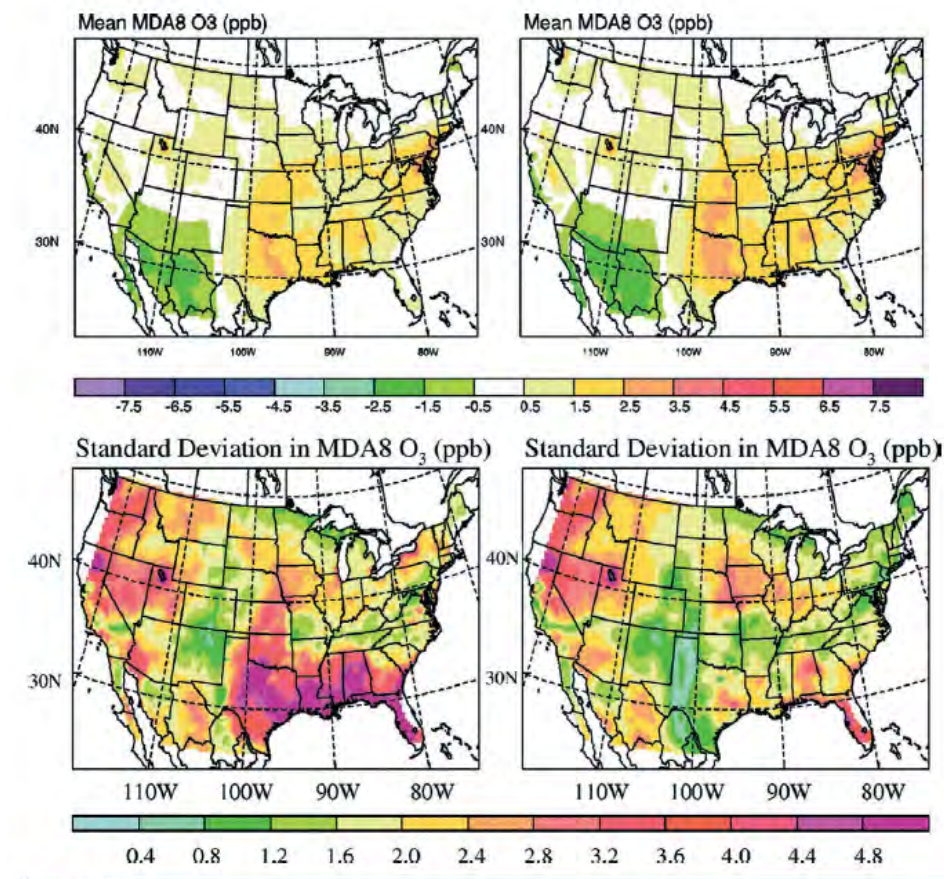 Mean MDA8 O3 (ppb) Mean MDA8 O3 (ppb)
40N 40N
30N 30N
110W 100W 90W 80W 110W 100W 90W 80W
-7.5 -6.5 -5.5 -4.5 -3.5 -2.5 -1.5 -0.5 0.5 1.5 2.5 3.5 4.5 5.5 6.5 7.5
Standard Deviation in MDA8 O3 (ppb) Standard Deviation in MDA8 O3 (ppb)
40N 40N
30N 30N
110W 100W 90W 80W 110W 100W 90W 80W
0.4 0.8 1.2 1.6 2.0 2.4 2.8 3.2 3.6 4.0 4.4 4.8